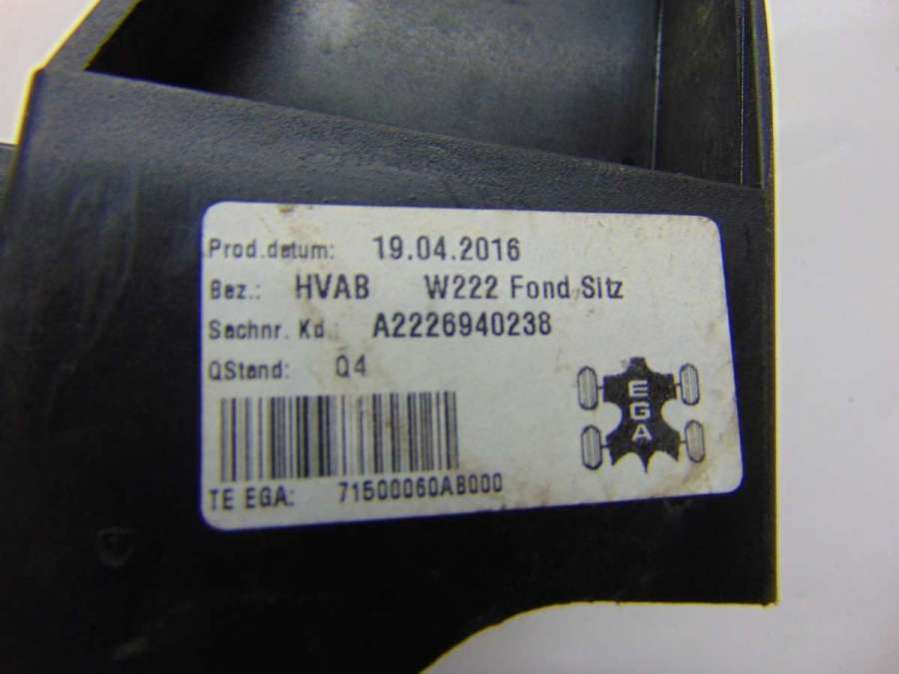 Prod.datum: 19.04.2016
Bez.: HVAB W222 Fond Sitz
Sachnr. Kd.: A2226940238
QStand: Q4
EGA
TE EGA: 71500060AB000